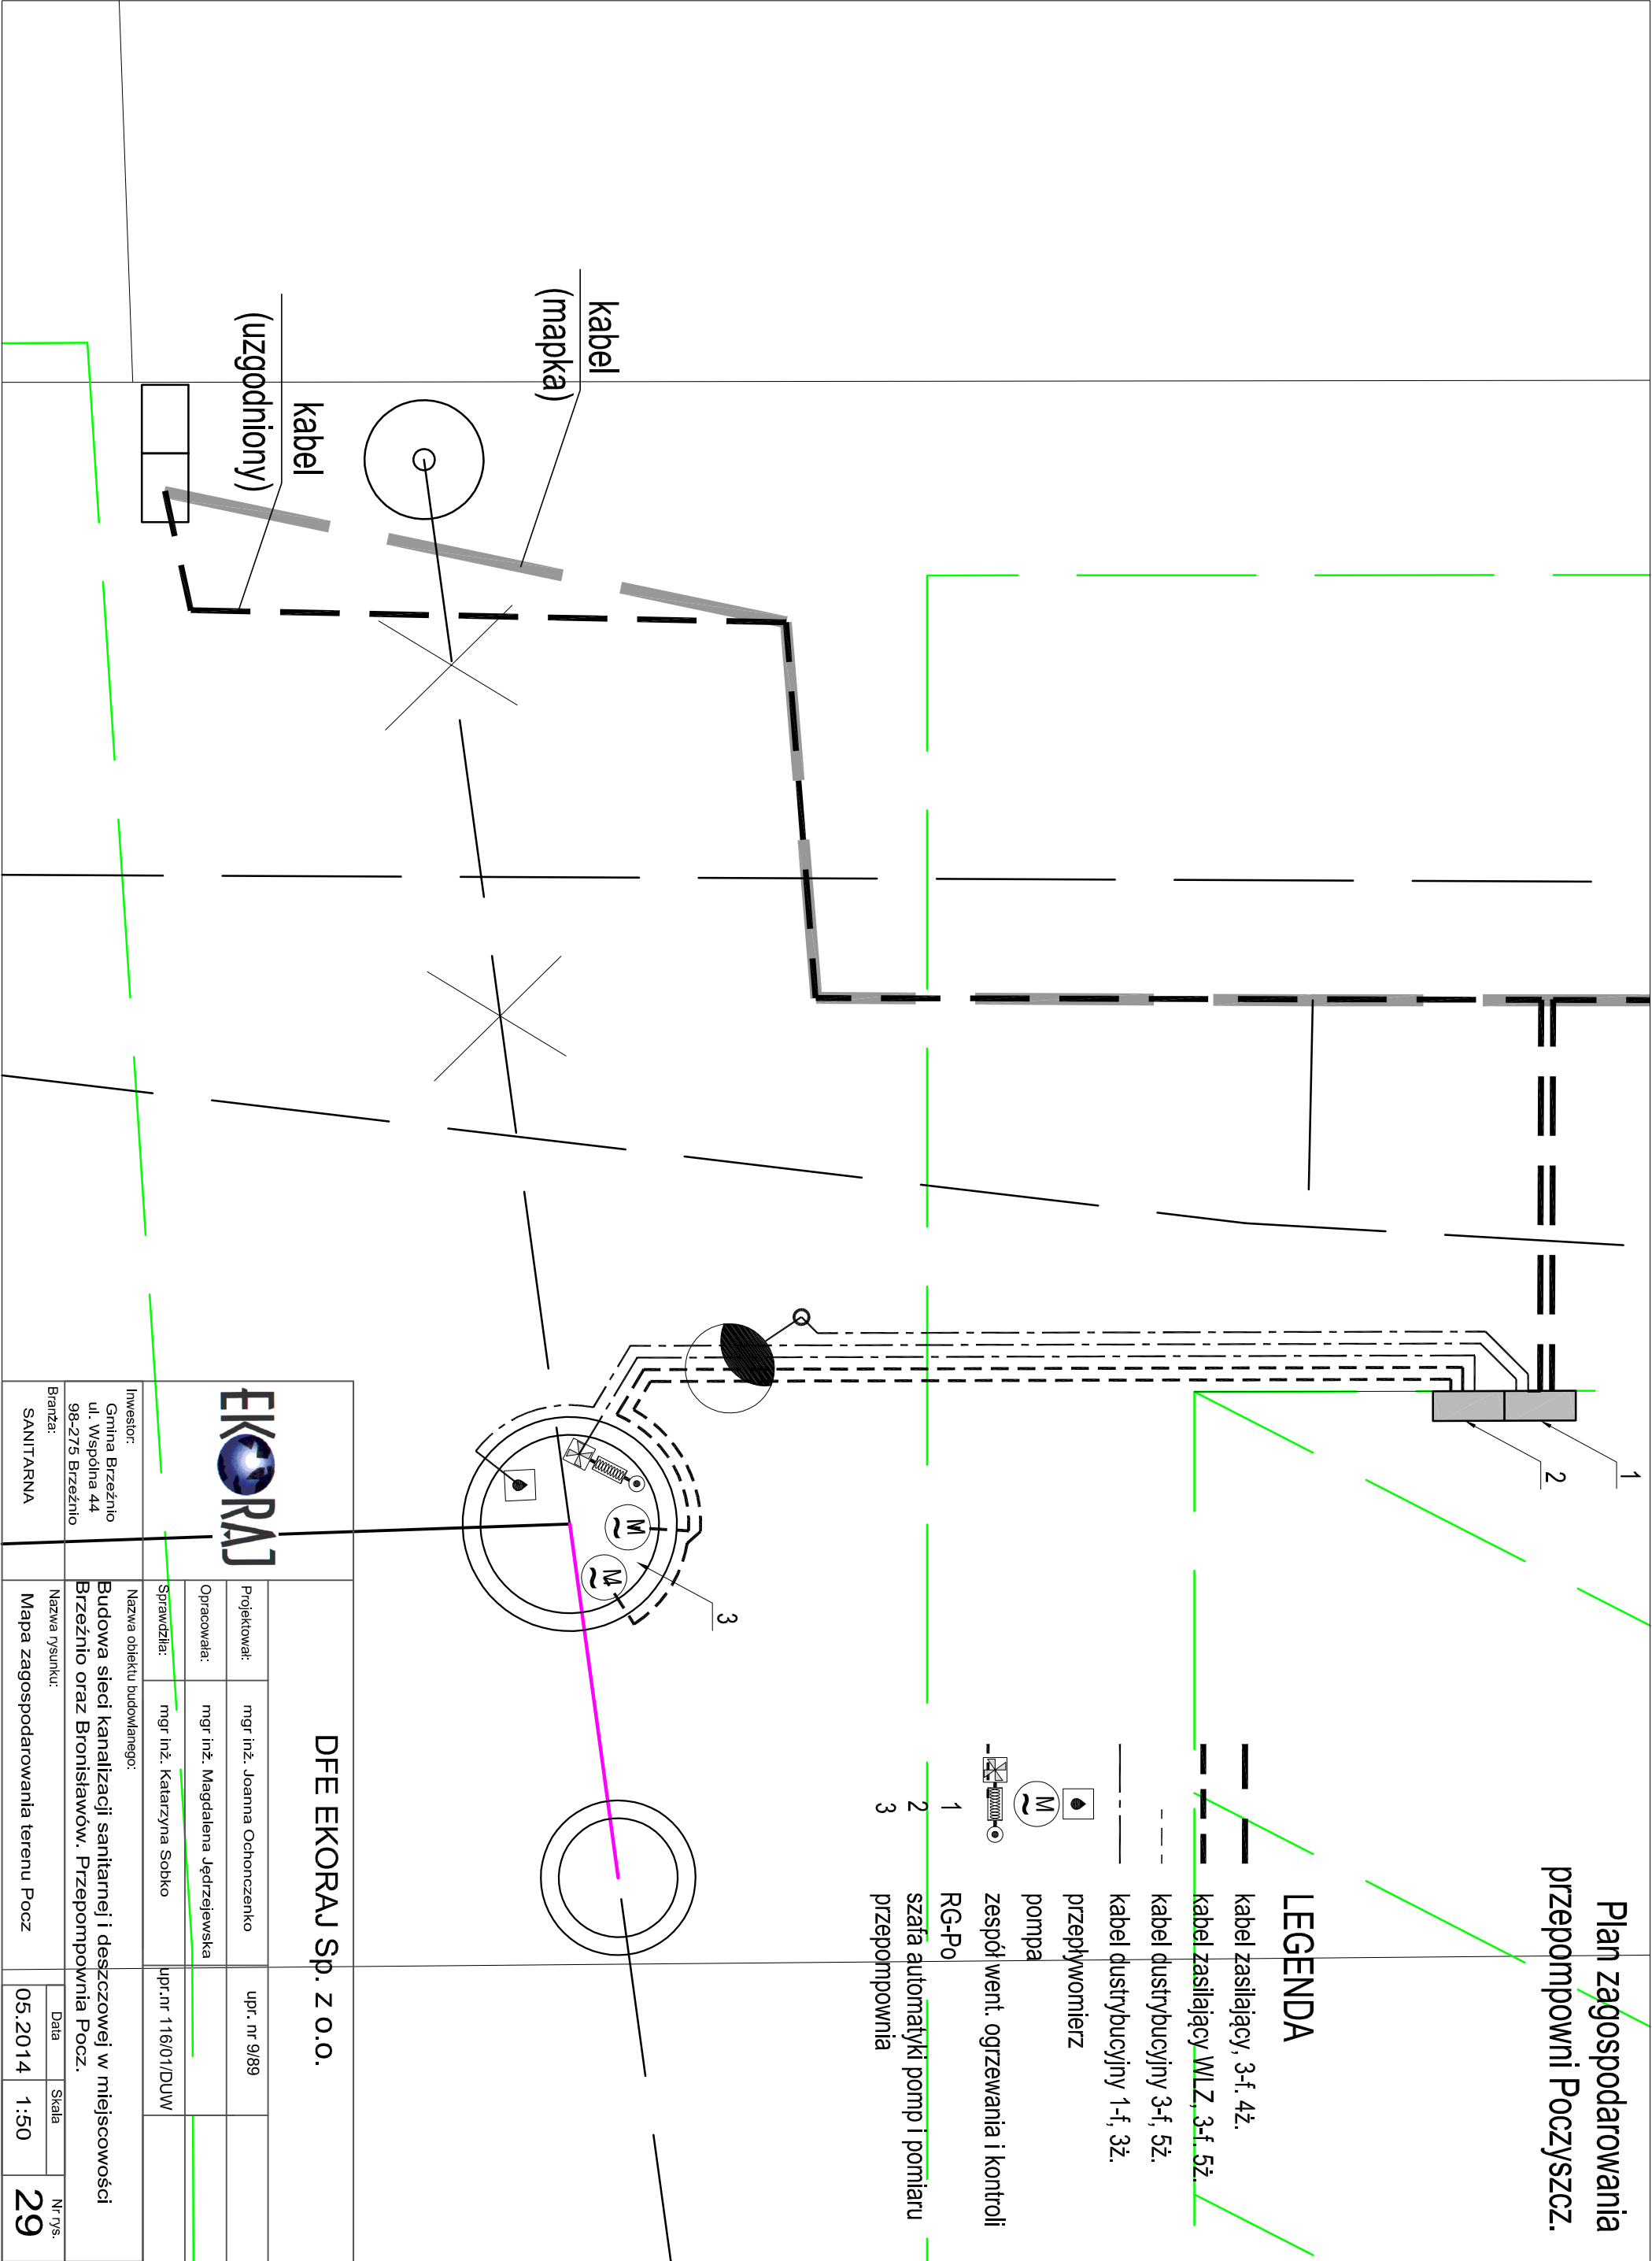 Plan zagospodarowania
przepompowni Poczyszcz.
LEGENDA
kabel zasilający, 3-f. 4ż.
kabel zasilający WLZ, 3-f. 5ż.
kabel dustrybucyjny 3-f, 5ż.
kabel dustrybucyjny 1-f, 3ż.
przepływomierz
M
~
pompa
zespół went. ogrzewania i kontroli
1 RG-Po
2 szafa automatyki pomp i pomiaru
3 przepompownia
kabel
(mapka)
kabel
(uzgodniony)
1
2
3
M
~
M
~
EKORAJ
DFE EKORAJ Sp. z o.o.
Projektował: mgr inż. Joanna Ochonczenko upr. nr 9/89
Opracowała: mgr inż. Magdalena Jędrzejewska
Sprawdziła: mgr inż. Katarzyna Sobko upr.nr 116/01/DUW
Inwestor:
Gmina Brzeźnio
ul. Wspólna 44
98-275 Brzeźnio
Nazwa obiektu budowlanego:
Budowa sieci kanalizacji sanitarnej i deszczowej w miejscowości
Brzeźnio oraz Bronisławów. Przepompownia Pocz.
Branża:
SANITARNA
Nazwa rysunku:
Mapa zagospodarowania terenu Pocz
Data
05.2014
Skala
1:50
Nr rys.
29